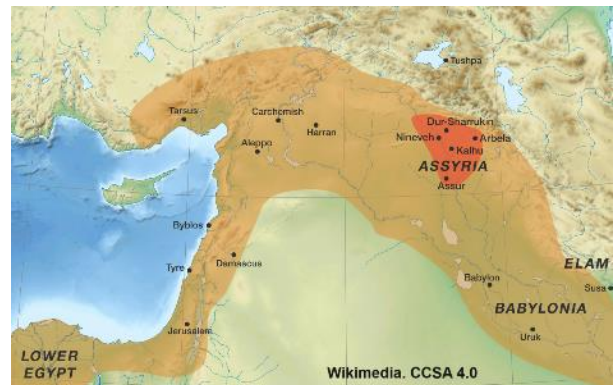 Tushpa
Tarsus
Carchemish
Harran
Dur-Sharrukin
Nineveh
Arbela
Aleppo
Kalhu
ASSYRIA
Assur
Byblos
Damascus
Tyre
ELAM
Babylon
Susa
BABYLONIA
Jerusalem
Uruk
LOWER
EGYPT
Wikimedia. CCSA 4.0